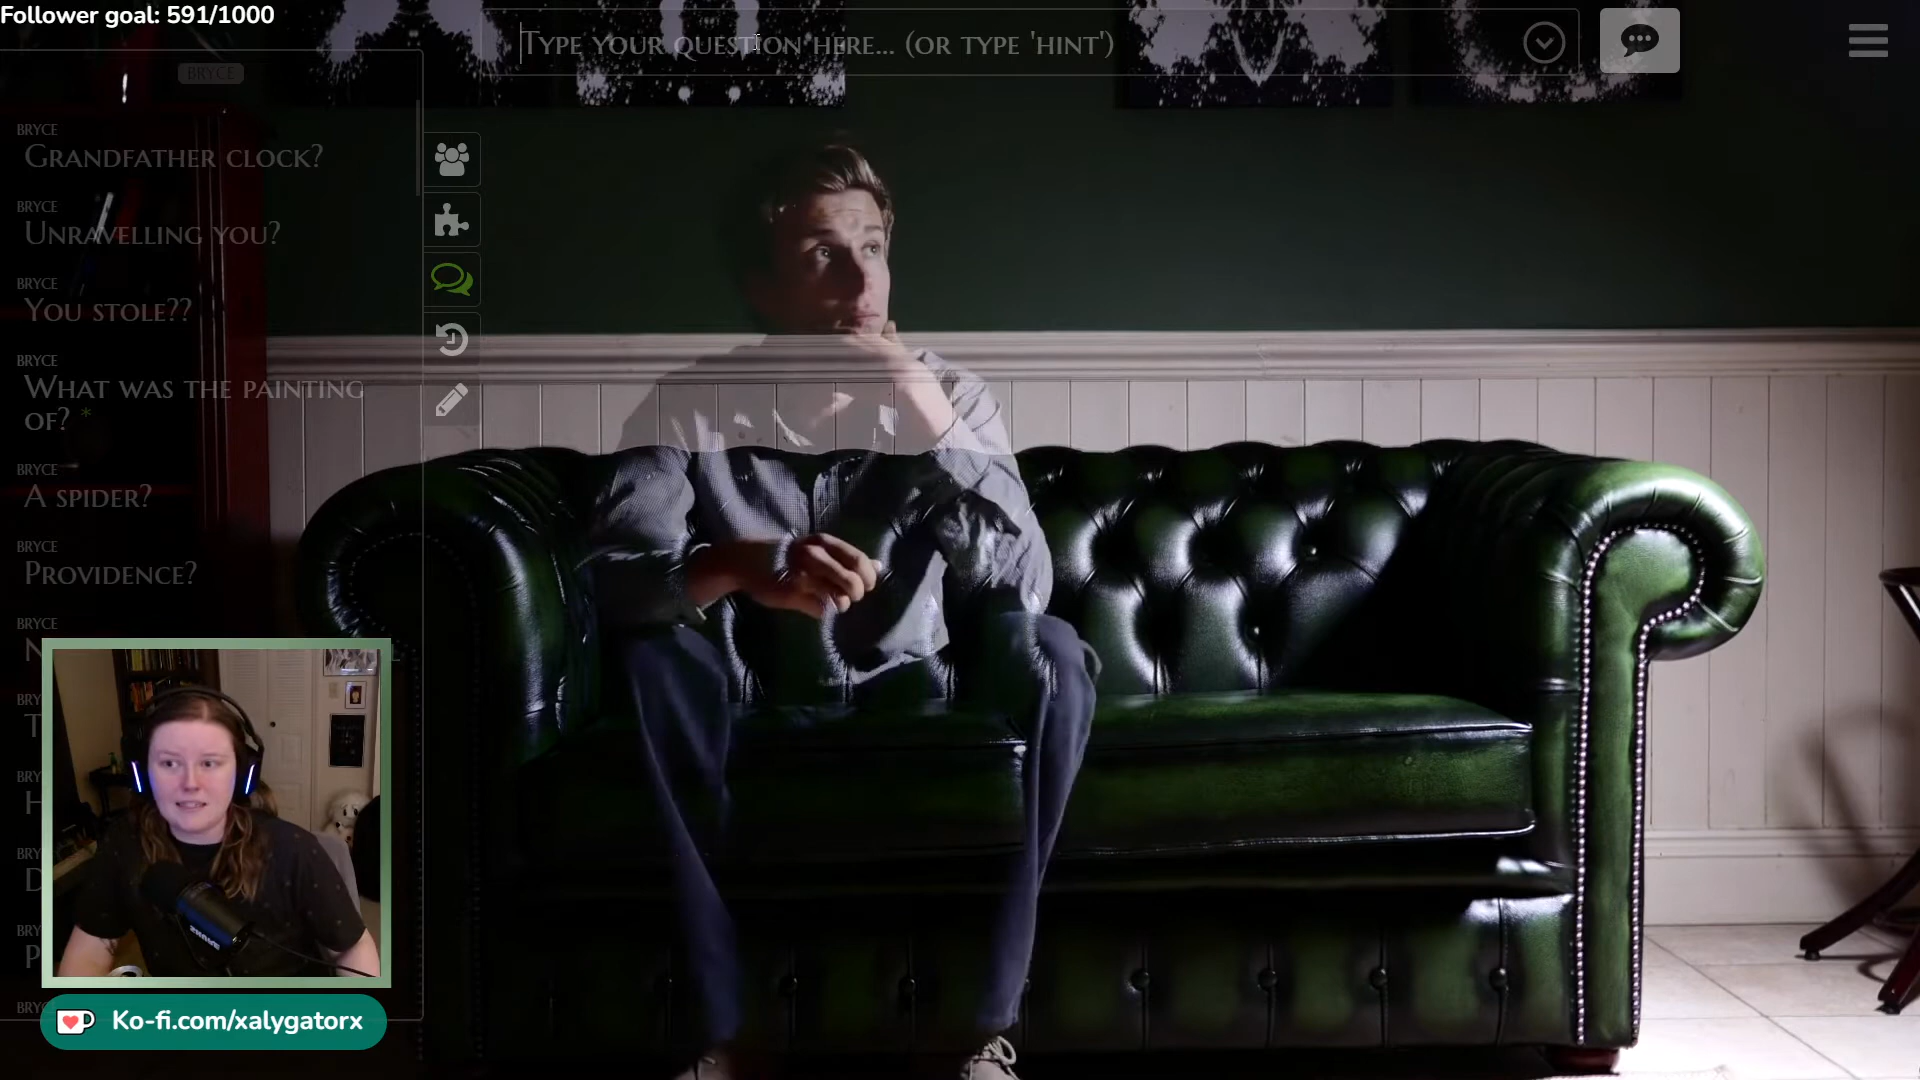 Follower goal: 591/1000
TYPE YOUR QUESTION HERE... (OR TYPE 'HINT')
BRYCE
BRYCE
GRANDFATHER CLOCK?
BRYCE
UNRAVELLING YOU?
BRYCE
YOU STOLE??
BRYCE
WHAT WAS THE PAINTING
OF? *
BRYCE
A SPIDER?
BRYCE
PROVIDENCE?
BRYCE
Ko-fi.com/xalygatorx